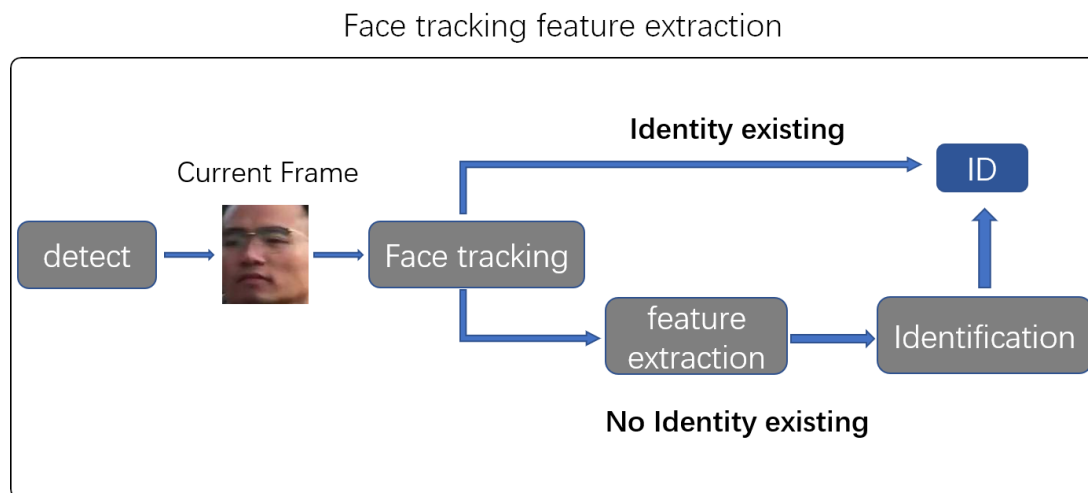 Face tracking feature extraction
Identity existing
Current Frame
ID
detect
Face tracking
feature
extraction
Identification
No Identity existing